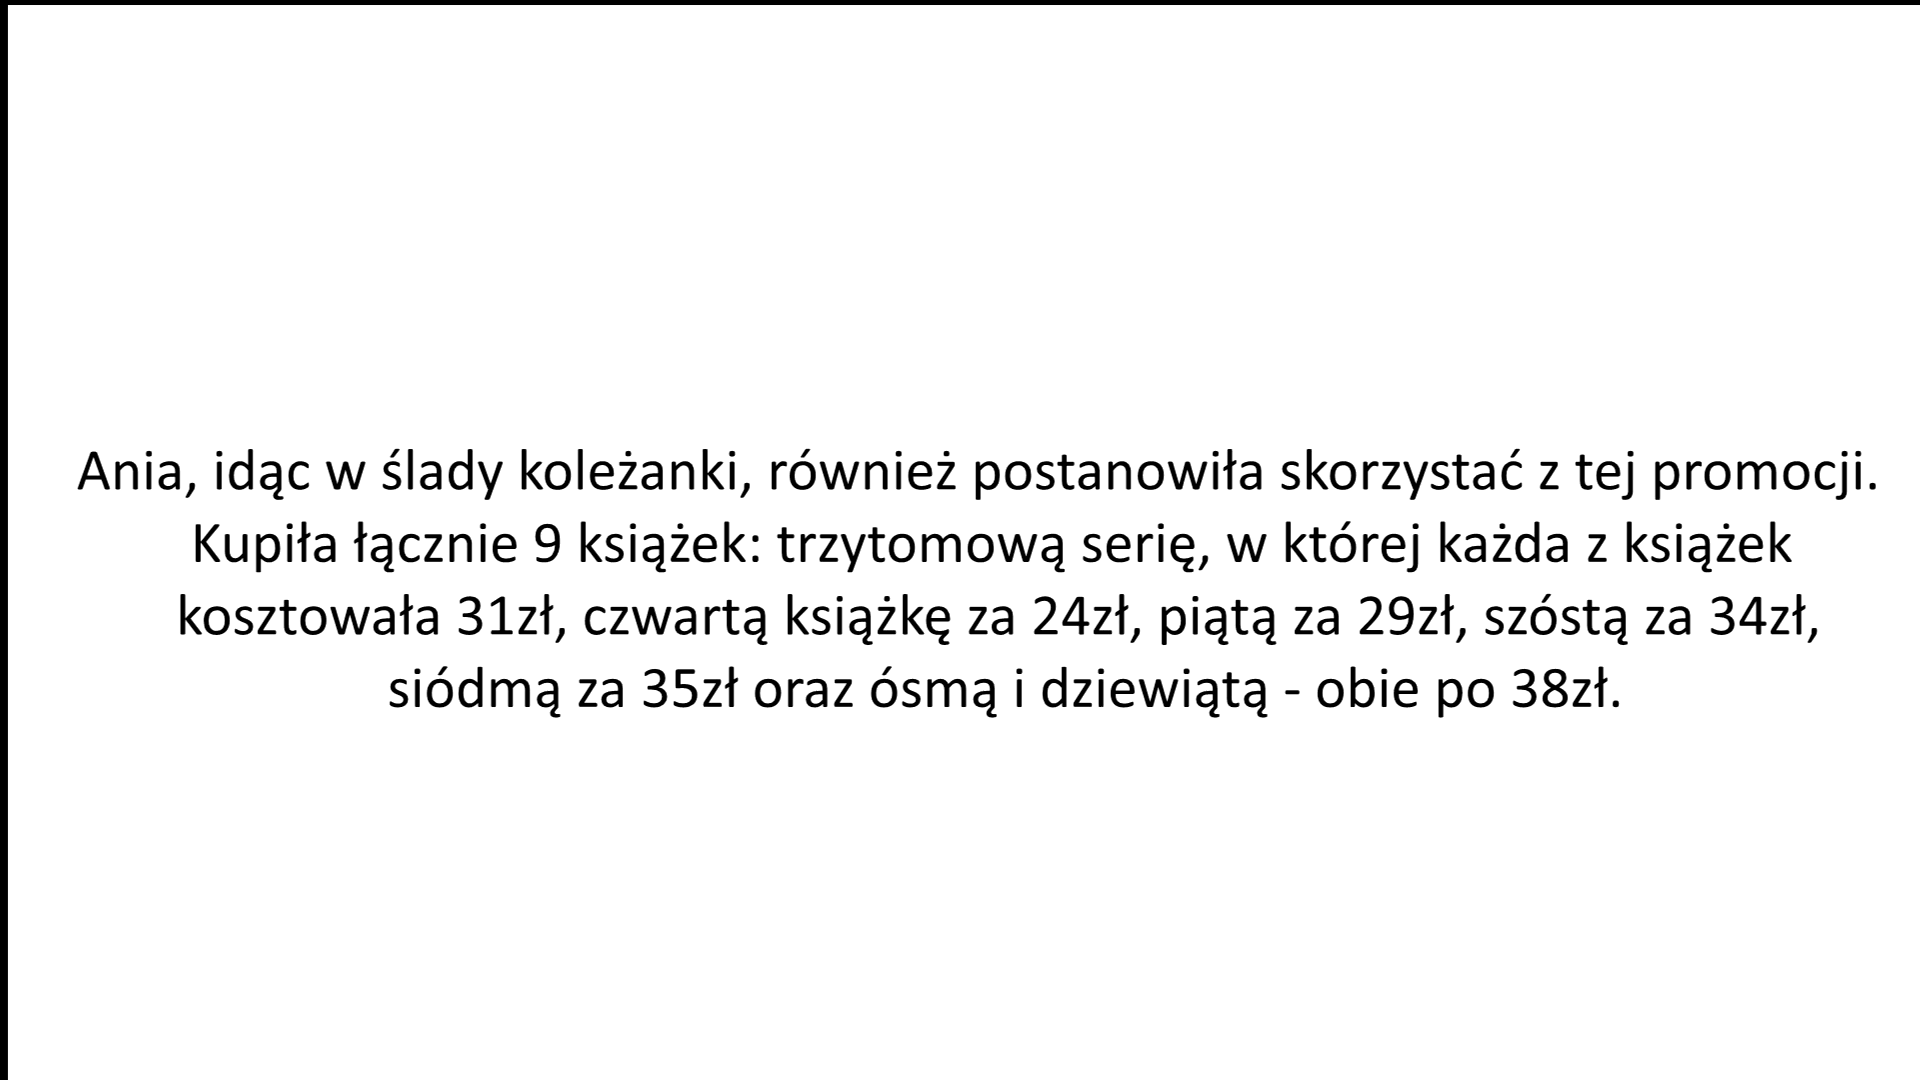 Ania, idąc w ślady koleżanki, również postanowiła skorzystać z tej promocji.
Kupiła łącznie 9 książek: trzytomową serię, w której każda z książek
kosztowała 31zł, czwartą książkę za 24zł, piątą za 29zł, szóstą za 34zł,
siódmą za 35zł oraz ósmą i dziewiątą - obie po 38zł.